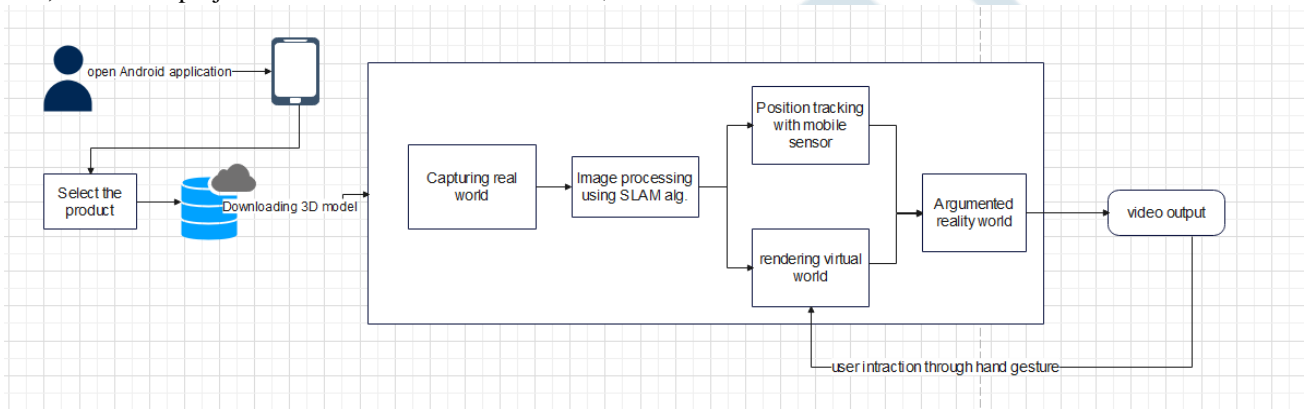 open Android application
Select the
product
Downloading 3D model
Capturing real
world
Image processing
using SLAM alg.
Position tracking
with mobile
sensor
rendering virtual
world
Argumented
reality world
video output
user intraction through hand gesture